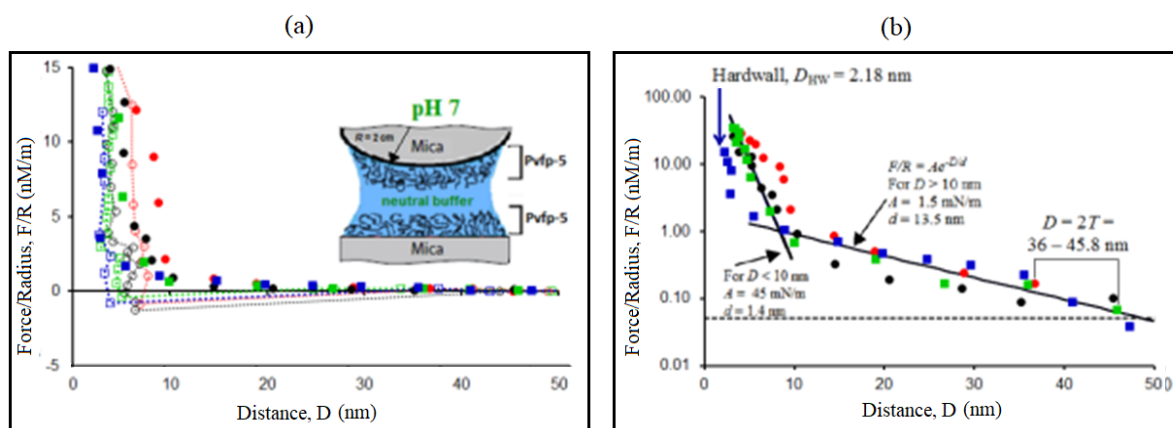 (a)
15
10
5
0
-5
0
10
20
30
40
50
Force/Radius, F/R (nM/m)
Distance, D (nm)
pH 7
R = 2 cm
Mica
Pvfp-5
neutral buffer
Pvfp-5
Mica
(b)
Hardwall, D_HW = 2.18 nm
100.00
10.00
1.00
0.10
0.01
0
10
20
30
40
50
Force/Radius, F/R (nM/m)
Distance, D (nm)
F/R = Ae^-D/d
For D > 10 nm
A = 1.5 mN/m
d = 13.5 nm
D = 2T =
36 – 45.8 nm
For D < 10 nm
A = 45 mN/m
d = 1.4 nm